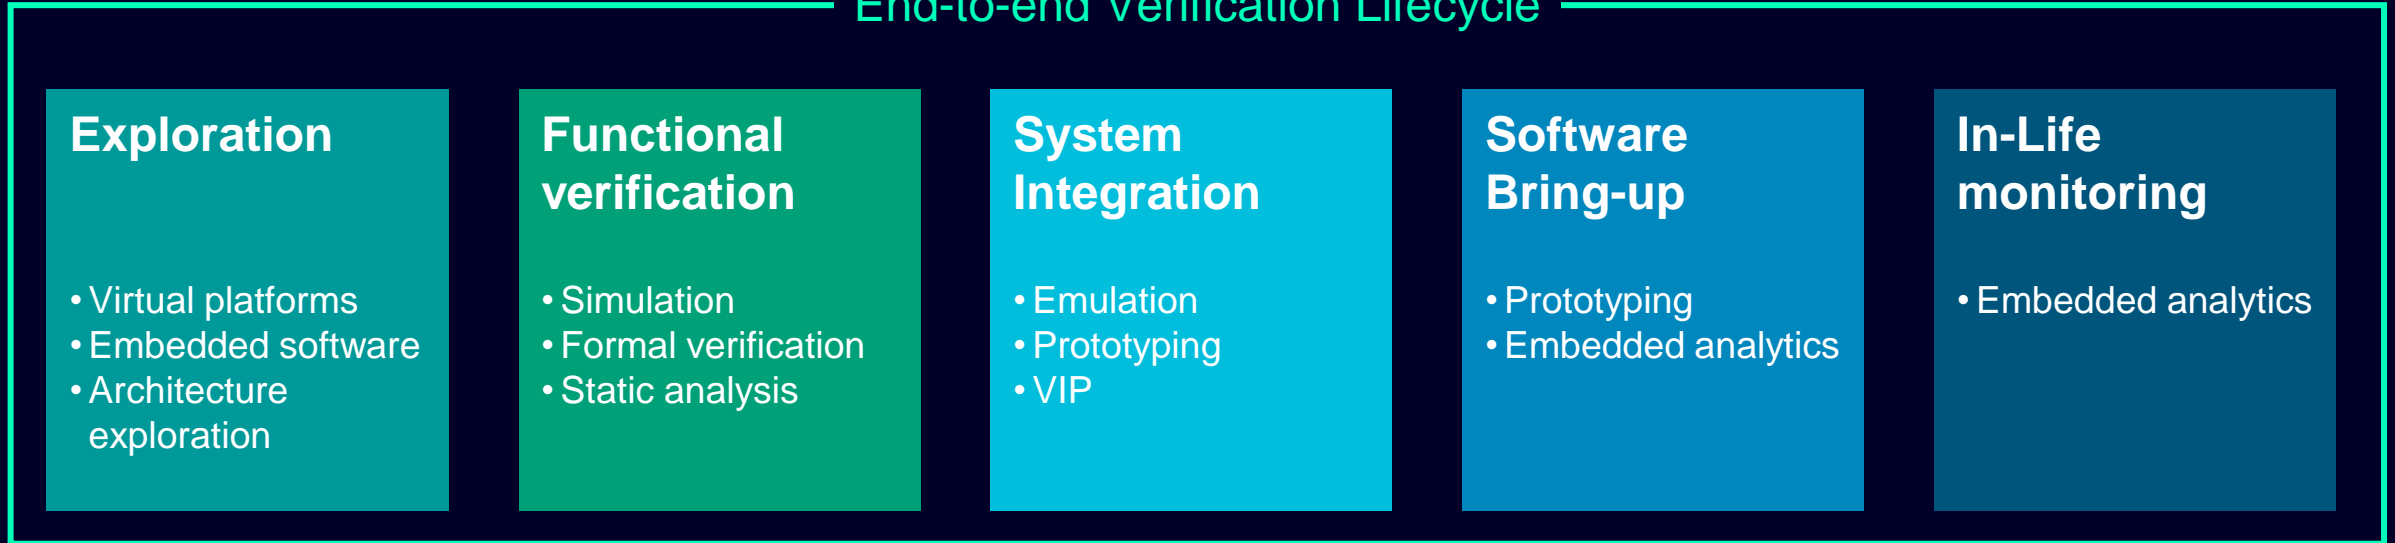 End-to-end Verification Lifecycle
Exploration
• Virtual platforms
• Embedded software
• Architecture
exploration
Functional
verification
• Simulation
• Formal verification
• Static analysis
System
Integration
• Emulation
• Prototyping
• VIP
Software
Bring-up
• Prototyping
• Embedded analytics
In-Life
monitoring
• Embedded analytics